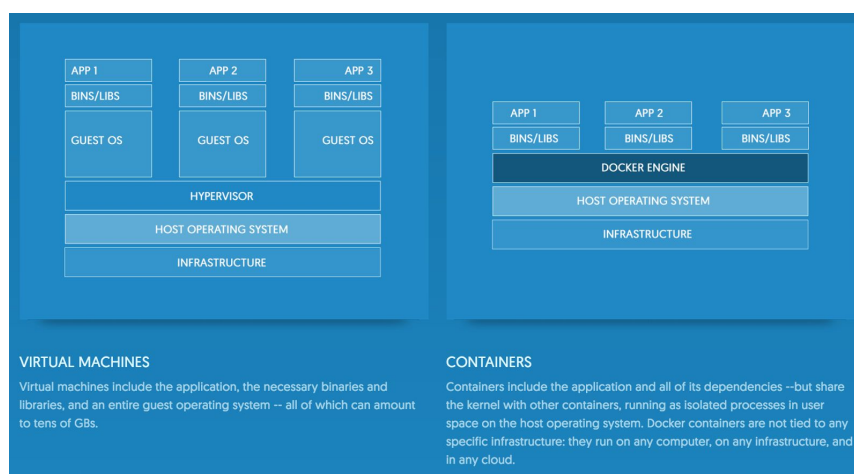 APP 1 APP 2 APP 3
BINS/LIBS BINS/LIBS BINS/LIBS
GUEST OS GUEST OS GUEST OS
HYPERVISOR
HOST OPERATING SYSTEM
INFRASTRUCTURE
VIRTUAL MACHINES
Virtual machines include the application, the necessary binaries and
libraries, and an entire guest operating system -- all of which can amount
to tens of GBs.
APP 1 APP 2 APP 3
BINS/LIBS BINS/LIBS BINS/LIBS
DOCKER ENGINE
HOST OPERATING SYSTEM
INFRASTRUCTURE
CONTAINERS
Containers include the application and all of its dependencies --but share
the kernel with other containers, running as isolated processes in user
space on the host operating system. Docker containers are not tied to any
specific infrastructure: they run on any computer, on any infrastructure, and
in any cloud.